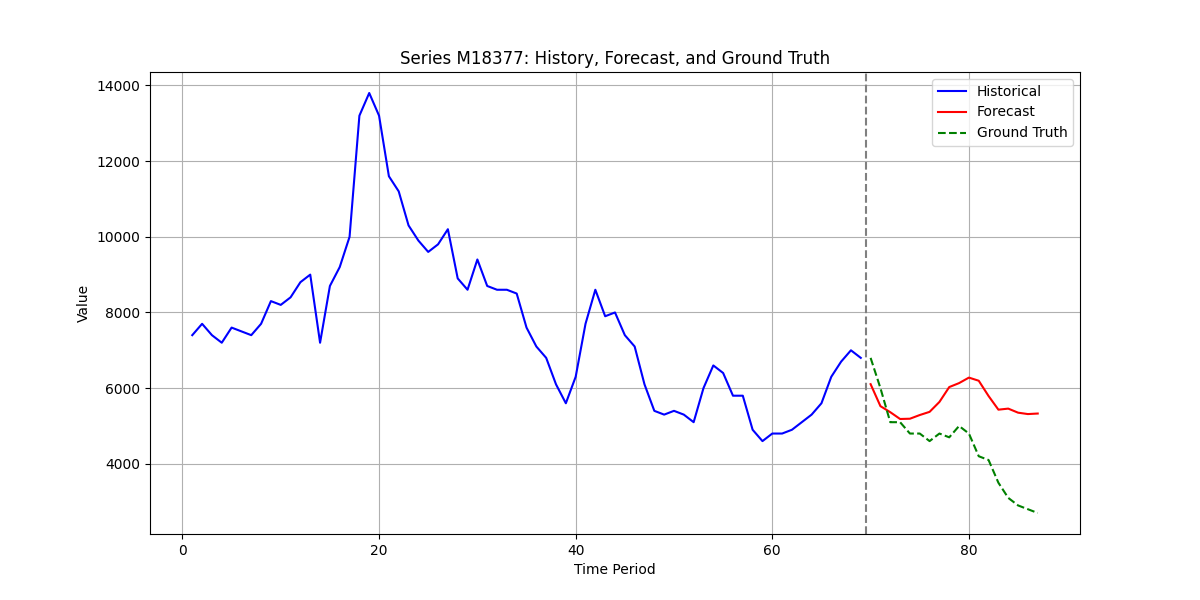 Series M18377: History, Forecast, and Ground Truth
14000
12000
10000
8000
6000
4000
Value
0
20
40
60
80
Time Period
Historical
Forecast
Ground Truth